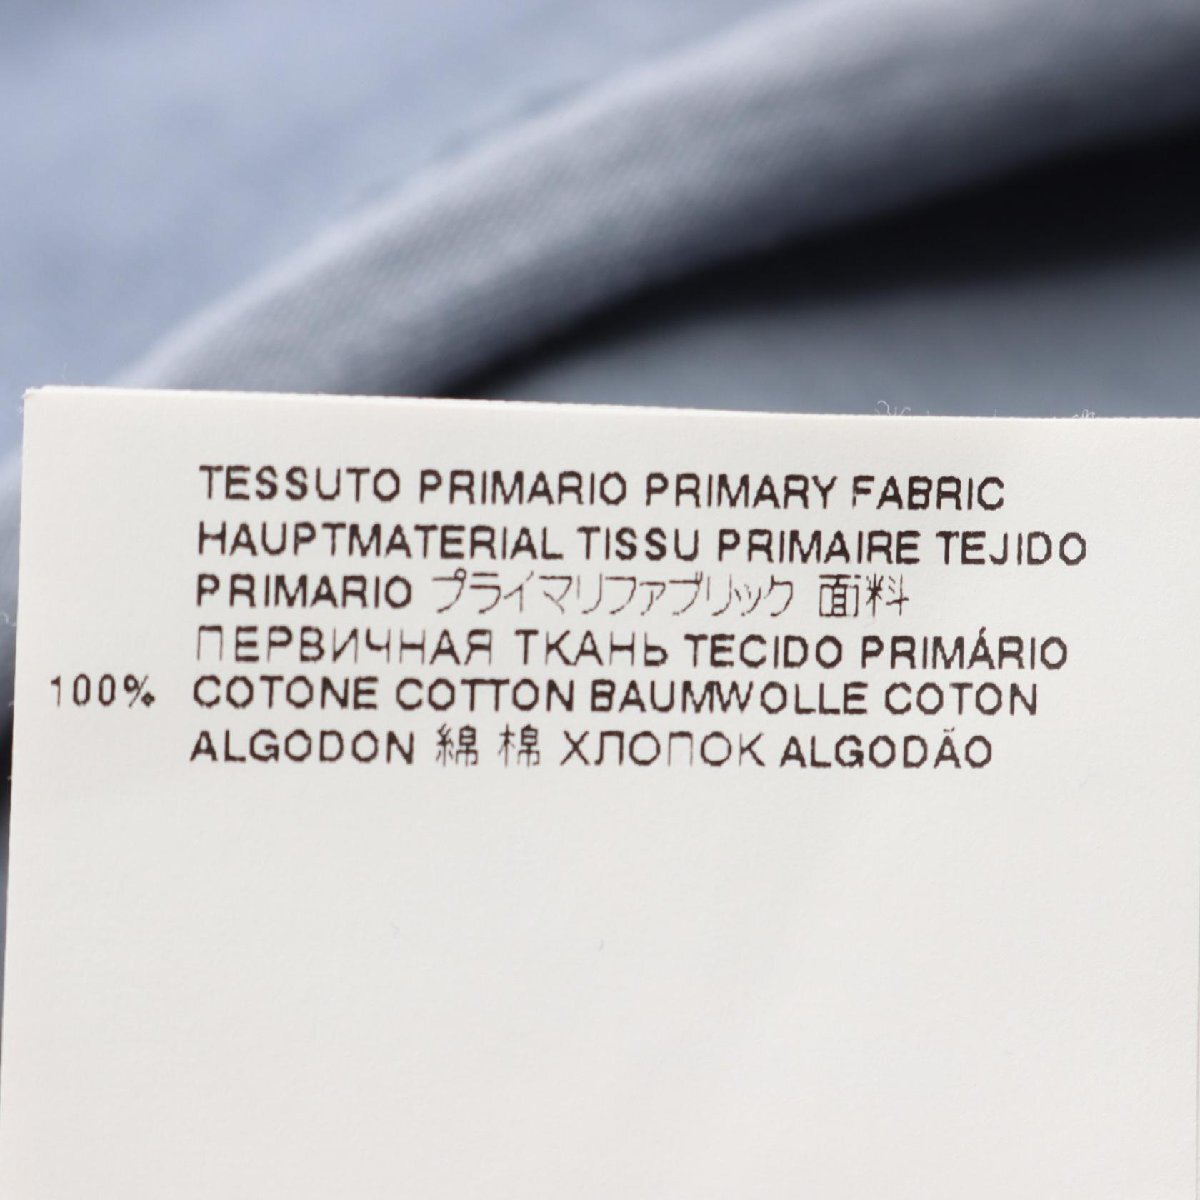 TESSUTO PRIMARIO PRIMARY FABRIC
HAUPTMATERIAL TISSU PRIMAIRE TEJIDO
PRIMARIO プライマリファブリック 面料
ПЕРВИЧНАЯ ТКАНЬ TECIDO PRIMÁRIO
100% COTONE COTTON BAUMWOLLE COTON
ALGODON 綿 棉 ХЛОПОК ALGODÃO